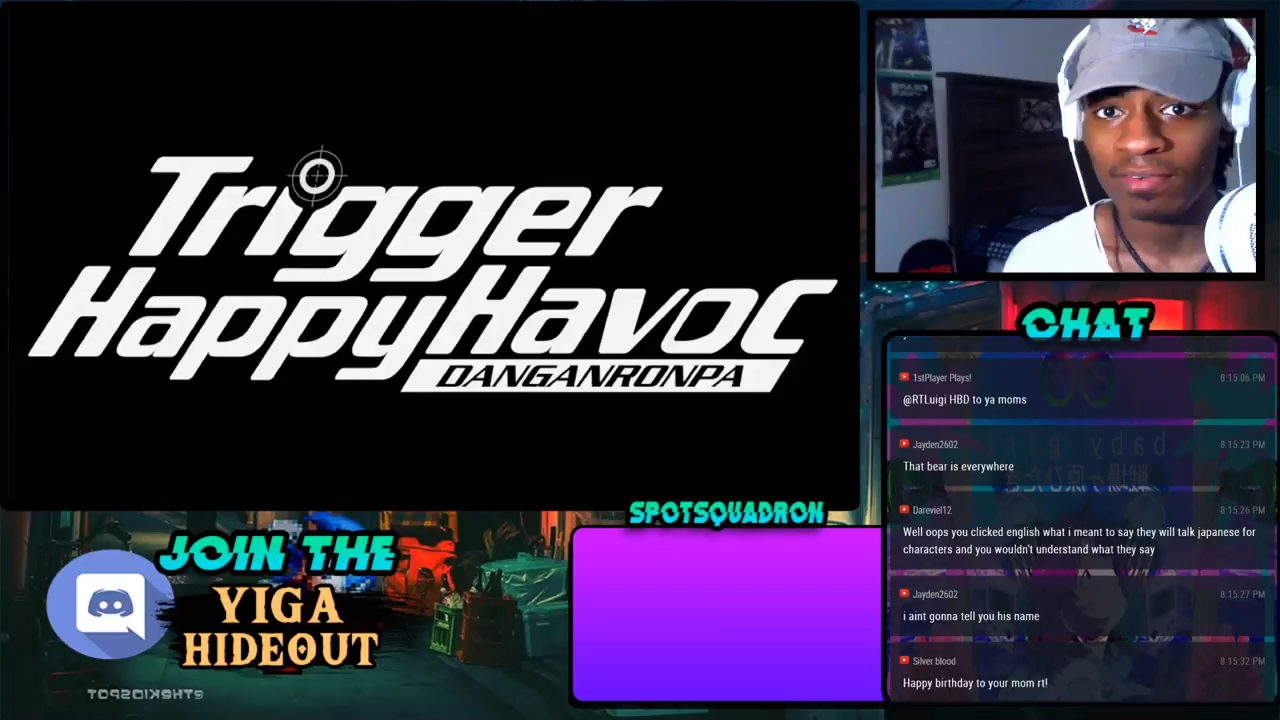 Trigger
Happy Havoc
DANGANRONPA
CHAT
1stPlayer Plays!
8:15:06 PM
@RTLuigi HBD to ya moms
Jayden2602
8:15:23 PM
That bear is everywhere
Dareviel12
8:15:26 PM
Well oops you clicked english what i meant to say they will talk japanese for
characters and you wouldn't understand what they say
Jayden2602
8:15:27 PM
i aint gonna tell you his name
Silver blood
8:15:32 PM
Happy birthday to your mom rt!
SPOTSQUADRON
JOIN THE
YIGA
HIDEOUT
@THEKIDSPOT
baby girl